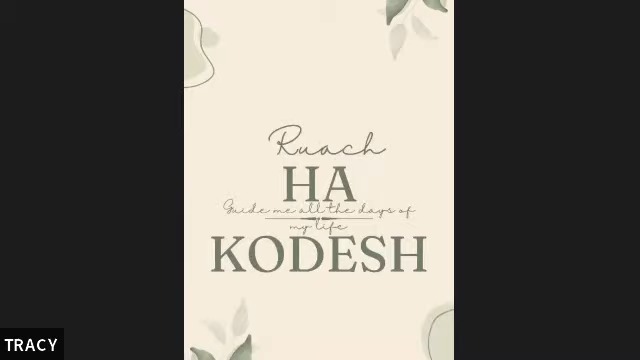 Ruach
HA
Guide me all the days of
my life
KODESH
TRACY